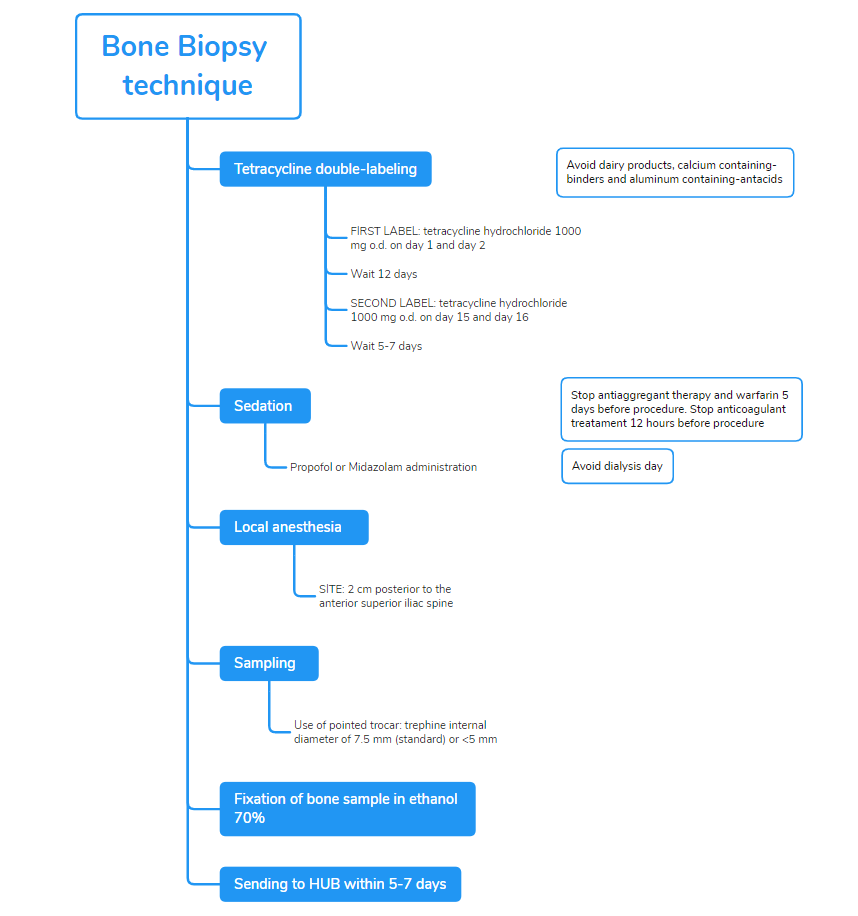 Bone Biopsy
technique
Tetracycline double-labeling
Avoid dairy products, calcium containing-
binders and aluminum containing-antacids
FIRST LABEL: tetracycline hydrochloride 1000
mg o.d. on day 1 and day 2
Wait 12 days
SECOND LABEL: tetracycline hydrochloride
1000 mg o.d. on day 15 and day 16
Wait 5-7 days
Sedation
Stop antiaggregant therapy and warfarin 5
days before procedure. Stop anticoagulant
treatament 12 hours before procedure
Avoid dialysis day
Propofol or Midazolam administration
Local anesthesia
SITE: 2 cm posterior to the
anterior superior iliac spine
Sampling
Use of pointed trocar: trephine internal
diameter of 7.5 mm (standard) or <5 mm
Fixation of bone sample in ethanol
70%
Sending to HUB within 5-7 days